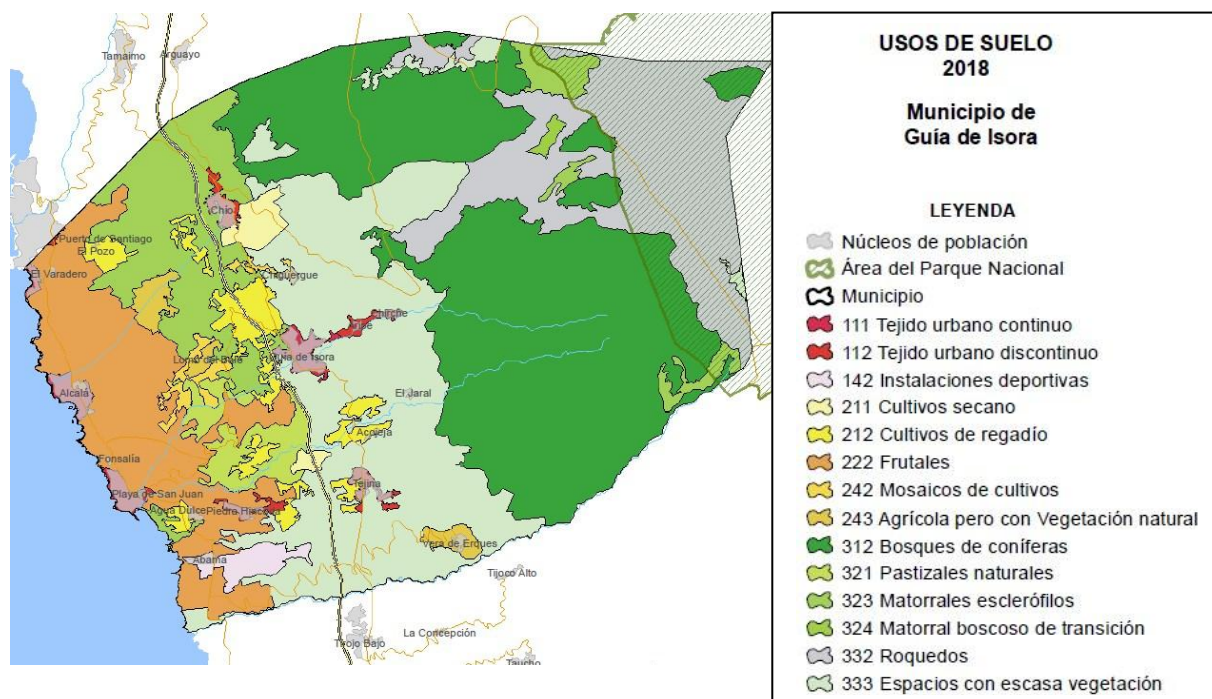 Tamaimo
Arguayo
Chío
Puerto de Santiago
El Pozo
El Varadero
Chiguergue
Chirche
Aripe
Guía de Isora
Alcalá
El Jaral
Acojeja
Fonsalía
Tejina
Playa de San Juan
Agua Dulce
Piedra Hincada
Vera de Erques
Abama
Tijoco Alto
La Concepción
Tijojo Bajo
Taucho
USOS DE SUELO
2018
Municipio de
Guía de Isora
LEYENDA
Núcleos de población
Área del Parque Nacional
Municipio
111 Tejido urbano continuo
112 Tejido urbano discontinuo
142 Instalaciones deportivas
211 Cultivos secano
212 Cultivos de regadío
222 Frutales
242 Mosaicos de cultivos
243 Agrícola pero con Vegetación natural
312 Bosques de coníferas
321 Pastizales naturales
323 Matorrales esclerófilos
324 Matorral boscoso de transición
332 Roquedos
333 Espacios con escasa vegetación